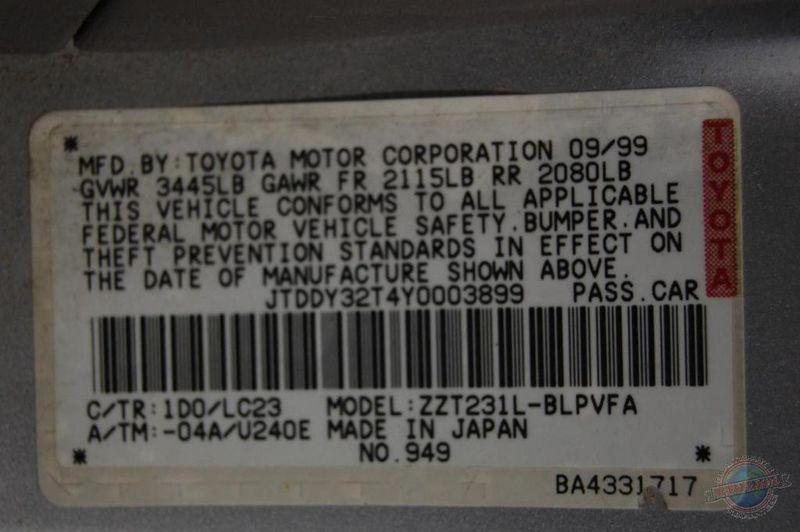 MFD.BY:TOYOTA MOTOR CORPORATION 09/99
GVWR 3445LB GAWR FR 2115LB RR 2080LB
THIS VEHICLE CONFORMS TO ALL APPLICABLE
FEDERAL MOTOR VEHICLE SAFETY.BUMPER.AND
THEFT PREVENTION STANDARDS IN EFFECT ON
THE DATE OF MANUFACTURE SHOWN ABOVE.
JTDDY32T4Y0003899 PASS.CAR
TOYOTA
C/TR:1D0/LC23 MODEL:ZZT231L-BLPVFA
A/TM:-04A/U240E MADE IN JAPAN
NO.949
BA4331717